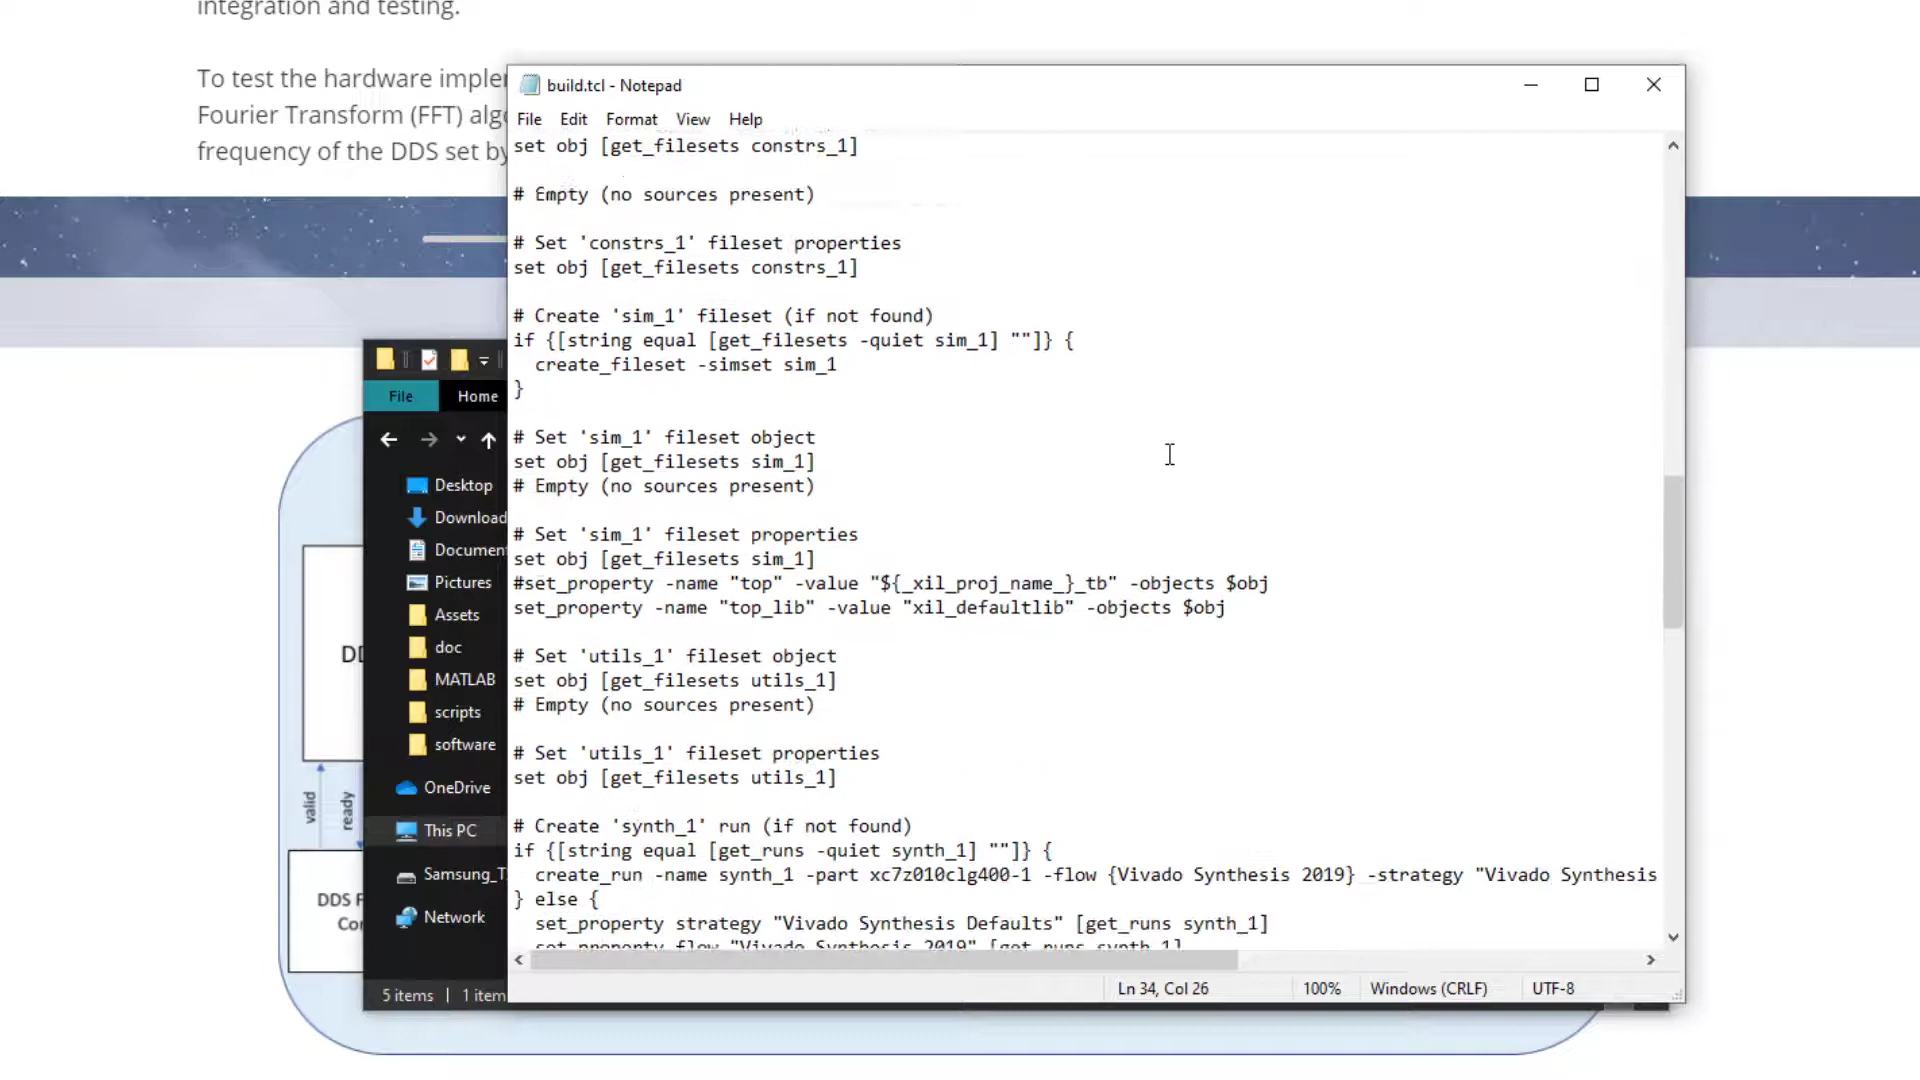 integration and testing.
To test the hardware imple
Fourier Transform (FFT) alg
frequency of the DDS set by
build.tcl - Notepad
File Edit Format View Help
set obj [get_filesets constrs_1]
# Empty (no sources present)
# Set 'constrs_1' fileset properties
set obj [get_filesets constrs_1]
# Create 'sim_1' fileset (if not found)
if {[string equal [get_filesets -quiet sim_1] ""]} {
  create_fileset -simset sim_1
}
# Set 'sim_1' fileset object
set obj [get_filesets sim_1]
# Empty (no sources present)
# Set 'sim_1' fileset properties
set obj [get_filesets sim_1]
#set_property -name "top" -value "${_xil_proj_name_}_tb" -objects $obj
set_property -name "top_lib" -value "xil_defaultlib" -objects $obj
# Set 'utils_1' fileset object
set obj [get_filesets utils_1]
# Empty (no sources present)
# Set 'utils_1' fileset properties
set obj [get_filesets utils_1]
# Create 'synth_1' run (if not found)
if {[string equal [get_runs -quiet synth_1] ""]} {
  create_run -name synth_1 -part xc7z010clg400-1 -flow {Vivado Synthesis 2019} -strategy "Vivado Synthesis
} else {
  set_property strategy "Vivado Synthesis Defaults" [get_runs synth_1]
  set_property flow "Vivado Synthesis 2019" [get_runs synth_1]
Ln 34, Col 26 100% Windows (CRLF) UTF-8
File Home
Desktop
Download
Documen
Pictures
Assets
doc
MATLAB
scripts
software
OneDrive
This PC
Samsung_T
Network
5 items 1 item
valid
ready
DDS F
Co